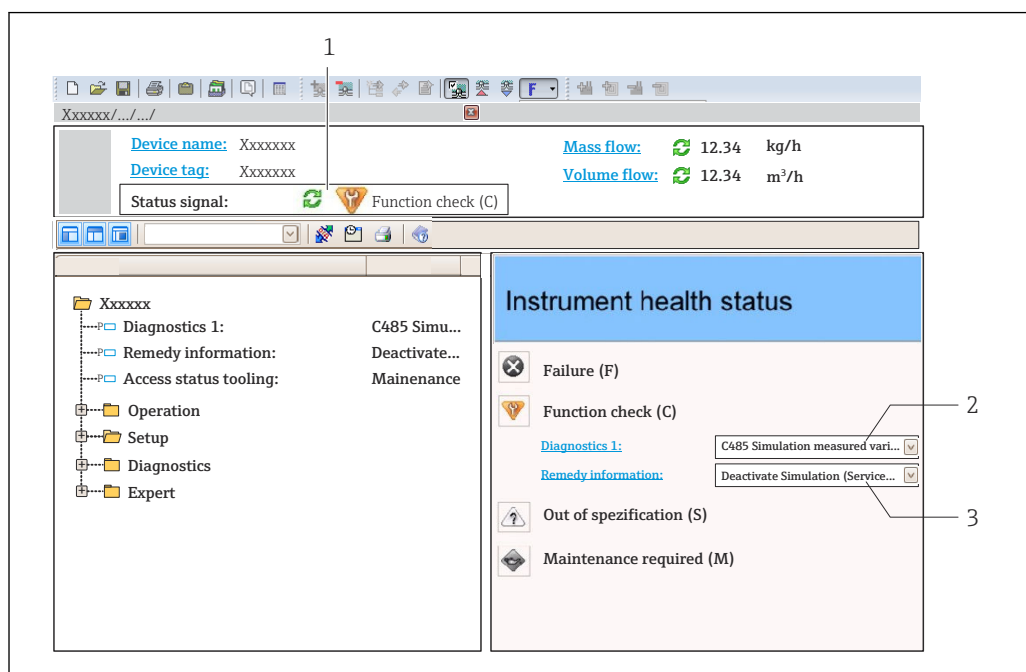 1
F
Xxxxxx/.../.../
Device name: Xxxxxxx
Mass flow: 12.34 kg/h
Device tag: Xxxxxxx
Volume flow: 12.34 m³/h
Status signal: Function check (C)
Xxxxxx
Diagnostics 1: C485 Simu...
Remedy information: Deactivate...
Access status tooling: Mainenance
Operation
Setup
Diagnostics
Expert
Instrument health status
Failure (F)
Function check (C)
2
Diagnostics 1: C485 Simulation measured vari...
Remedy information: Deactivate Simulation (Service...
Out of spezification (S)
3
Maintenance required (M)